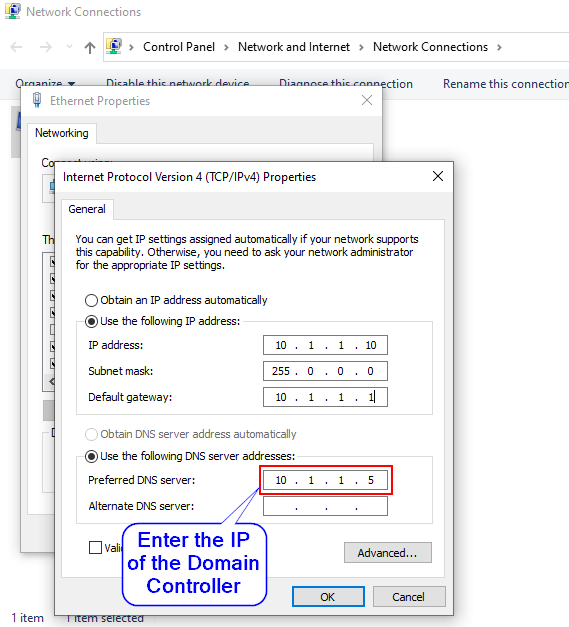 Network Connections
Control Panel > Network and Internet > Network Connections >
Organize Disable this network device Diagnose this connection Rename this connection
Ethernet Properties
Networking
Connect using:
Internet Protocol Version 4 (TCP/IPv4) Properties
General
You can get IP settings assigned automatically if your network supports
this capability. Otherwise, you need to ask your network administrator
for the appropriate IP settings.
Obtain an IP address automatically
Use the following IP address:
IP address: 10 . 1 . 1 . 10
Subnet mask: 255 . 0 . 0 . 0
Default gateway: 10 . 1 . 1 . 1
Obtain DNS server address automatically
Use the following DNS server addresses:
Preferred DNS server: 10 . 1 . 1 . 5
Alternate DNS server: . . .
Enter the IP
of the Domain
Controller
Advanced...
OK Cancel
1 item 1 item selected